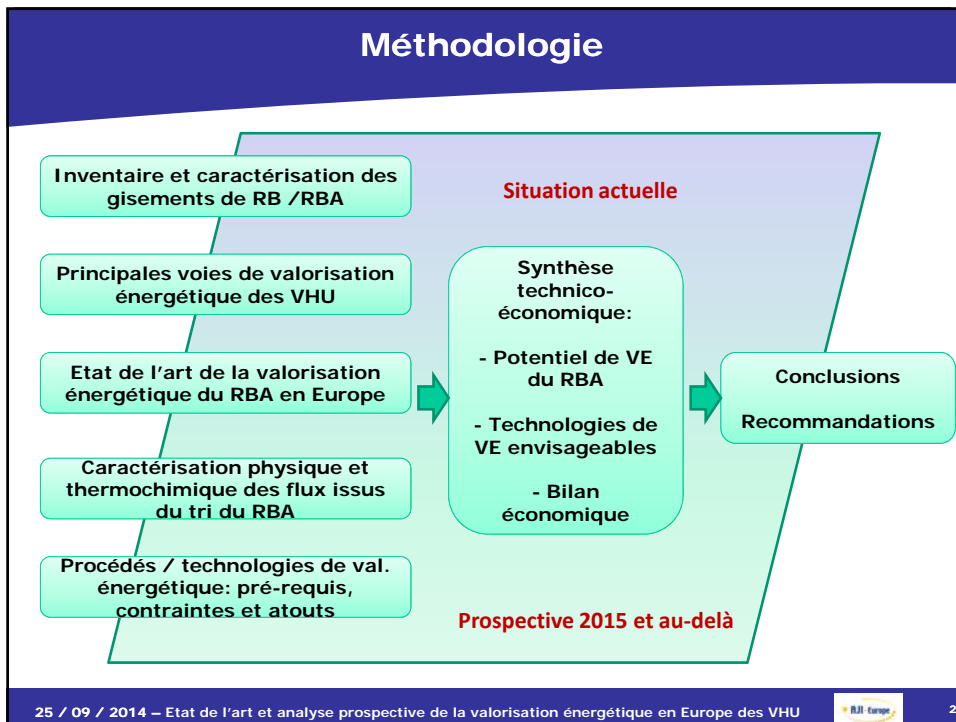 Méthodologie
Inventaire et caractérisation des
gisements de RB /RBA
Principales voies de valorisation
énergétique des VHU
Etat de l'art de la valorisation
énergétique du RBA en Europe
Caractérisation physique et
thermochimique des flux issus
du tri du RBA
Procédés / technologies de val.
énergétique: pré-requis,
contraintes et atouts
Situation actuelle
Synthèse
technico-
économique:
- Potentiel de VE
du RBA
- Technologies de
VE envisageables
- Bilan
économique
Conclusions
Recommandations
Prospective 2015 et au-delà
25 / 09 / 2014 – Etat de l'art et analyse prospective de la valorisation énergétique en Europe des VHU
AJI-Europe
2